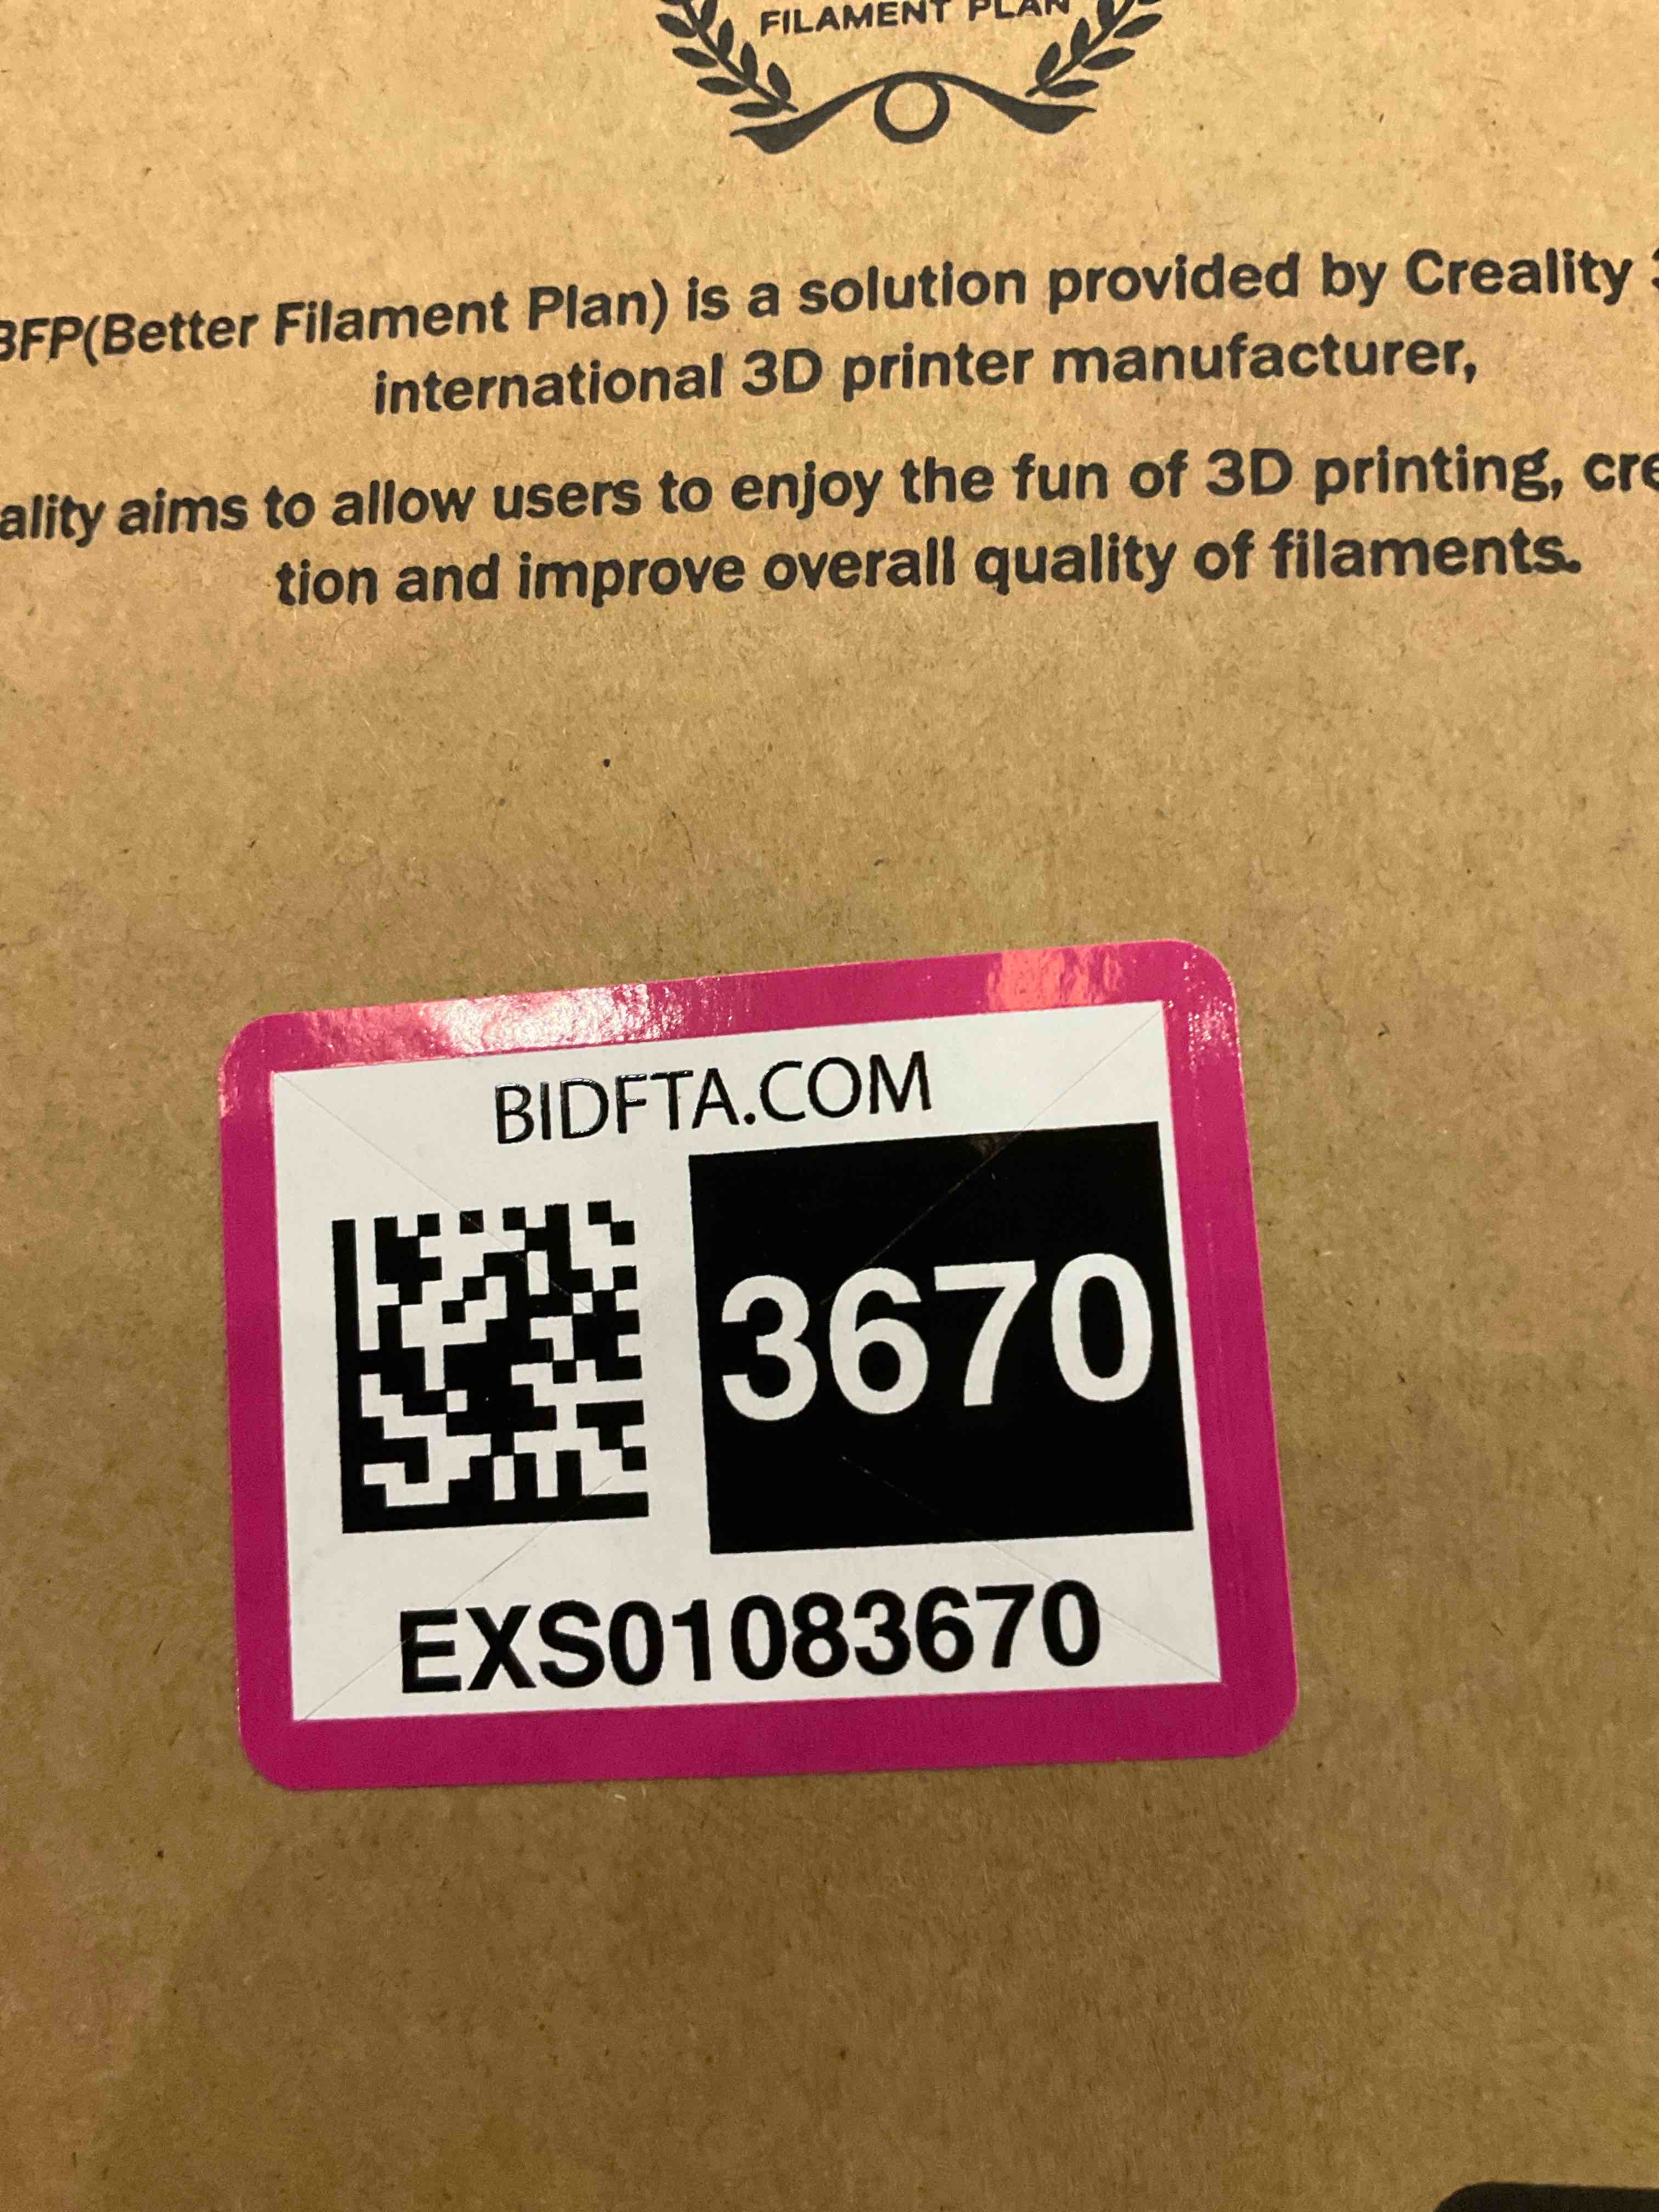 FILAMENT PLAN
BFP(Better Filament Plan) is a solution provided by Creality
international 3D printer manufacturer,
ality aims to allow users to enjoy the fun of 3D printing, cre
tion and improve overall quality of filaments.
BIDFTA.COM
3670
EXS01083670